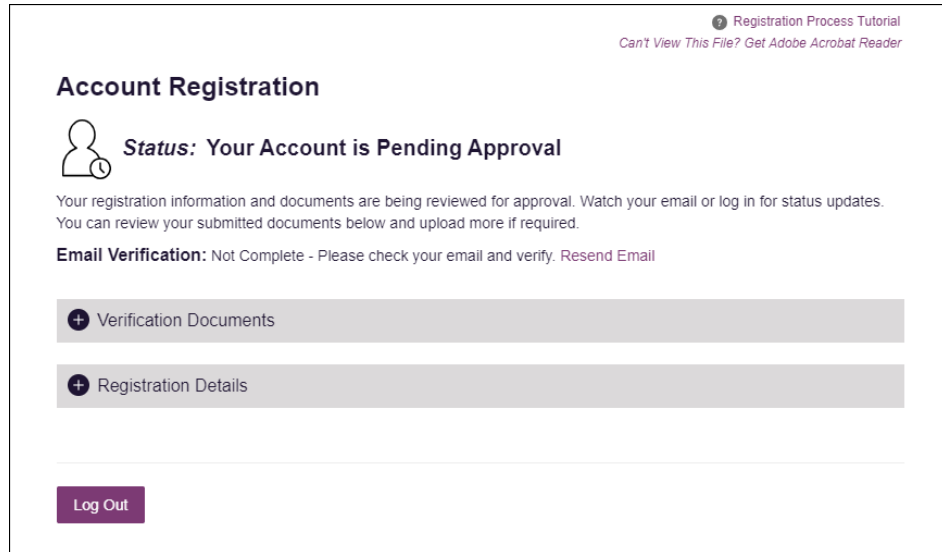 Registration Process Tutorial
Can't View This File? Get Adobe Acrobat Reader
Account Registration
Status: Your Account is Pending Approval
Your registration information and documents are being reviewed for approval. Watch your email or log in for status updates.
You can review your submitted documents below and upload more if required.
Email Verification: Not Complete - Please check your email and verify. Resend Email
Verification Documents
Registration Details
Log Out